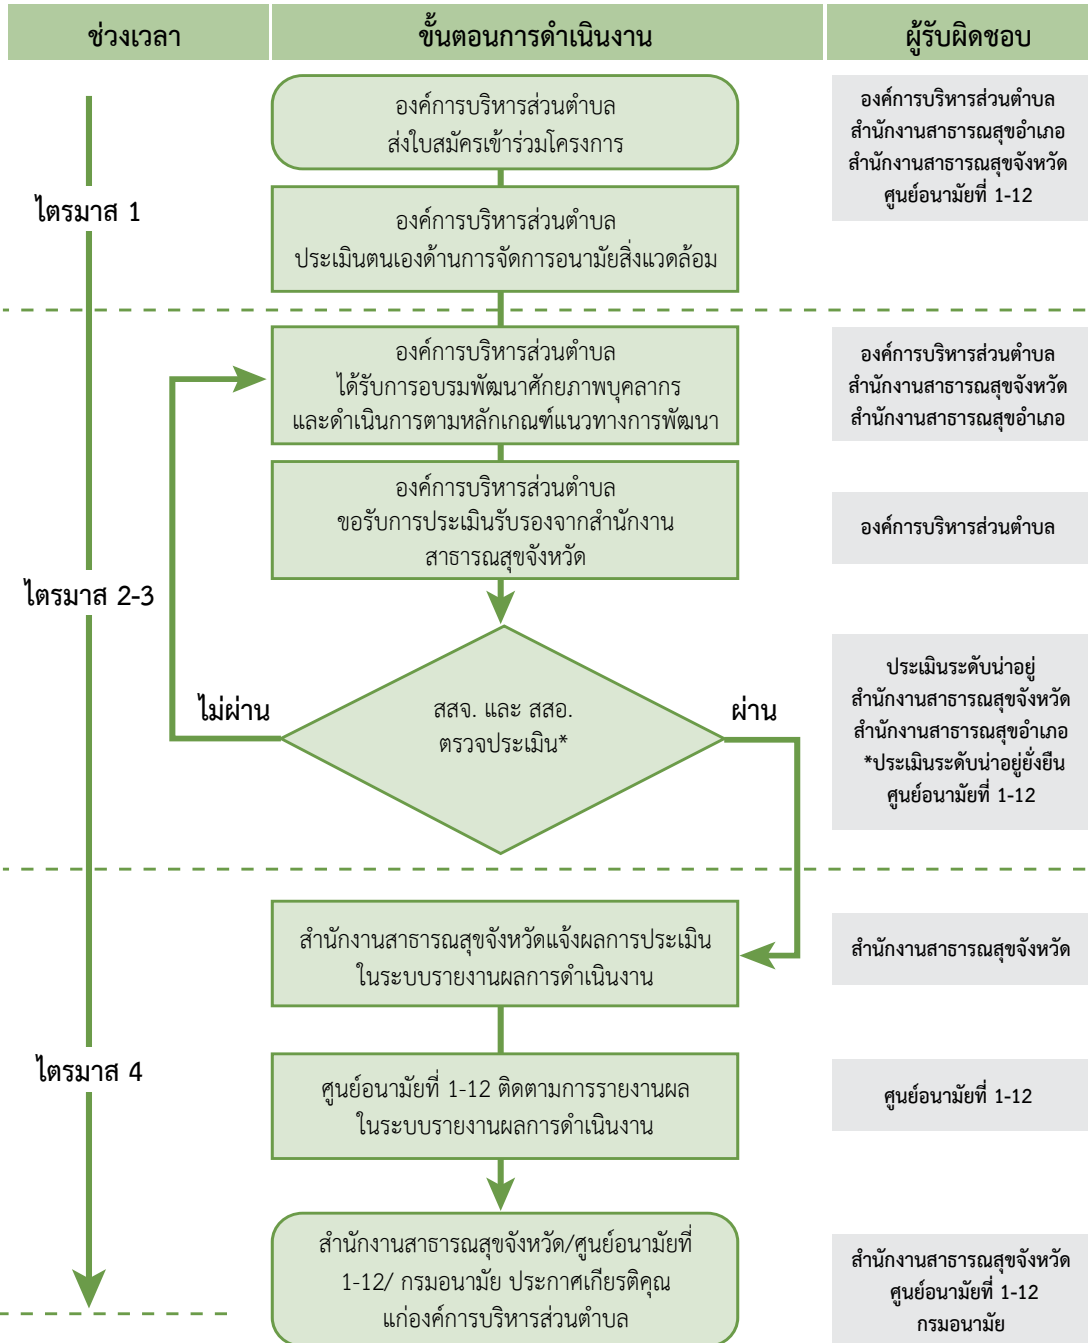 ช่วงเวลา
ขั้นตอนการดำเนินงาน
ผู้รับผิดชอบ
องค์การบริหารส่วนตำบล
ส่งใบสมัครเข้าร่วมโครงการ
องค์การบริหารส่วนตำบล
สำนักงานสาธารณสุขอำเภอ
สำนักงานสาธารณสุขจังหวัด
ศูนย์อนามัยที่ 1-12
ไตรมาส 1
องค์การบริหารส่วนตำบล
ประเมินตนเองด้านการจัดการอนามัยสิ่งแวดล้อม
องค์การบริหารส่วนตำบล
ได้รับการอบรมพัฒนาศักยภาพบุคลากร
และดำเนินการตามหลักเกณฑ์แนวทางการพัฒนา
องค์การบริหารส่วนตำบล
สำนักงานสาธารณสุขจังหวัด
สำนักงานสาธารณสุขอำเภอ
องค์การบริหารส่วนตำบล
ขอรับการประเมินรับรองจากสำนักงาน
สาธารณสุขจังหวัด
องค์การบริหารส่วนตำบล
ไตรมาส 2-3
ไม่ผ่าน
สสจ. และ สสอ.
ตรวจประเมิน*
ผ่าน
ประเมินระดับน่าอยู่
สำนักงานสาธารณสุขจังหวัด
สำนักงานสาธารณสุขอำเภอ
*ประเมินระดับน่าอยู่ยั่งยืน
ศูนย์อนามัยที่ 1-12
สำนักงานสาธารณสุขจังหวัดแจ้งผลการประเมิน
ในระบบรายงานผลการดำเนินงาน
สำนักงานสาธารณสุขจังหวัด
ไตรมาส 4
ศูนย์อนามัยที่ 1-12 ติดตามการรายงานผล
ในระบบรายงานผลการดำเนินงาน
ศูนย์อนามัยที่ 1-12
สำนักงานสาธารณสุขจังหวัด/ศูนย์อนามัยที่
1-12/ กรมอนามัย ประกาศเกียรติคุณ
แก่องค์การบริหารส่วนตำบล
สำนักงานสาธารณสุขจังหวัด
ศูนย์อนามัยที่ 1-12
กรมอนามัย